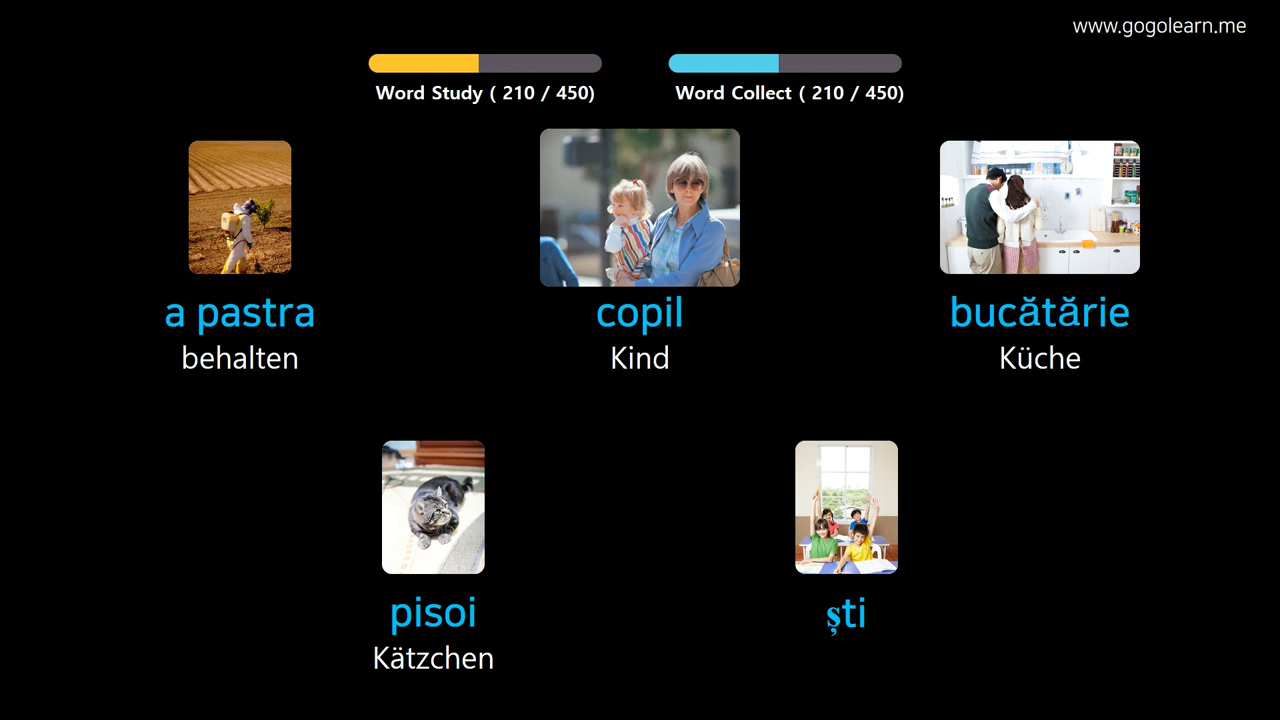 www.gogolearn.me
Word Study ( 210 / 450)
Word Collect ( 210 / 450)
a pastra
behalten
copil
Kind
bucătărie
Küche
pisoi
Kätzchen
ști